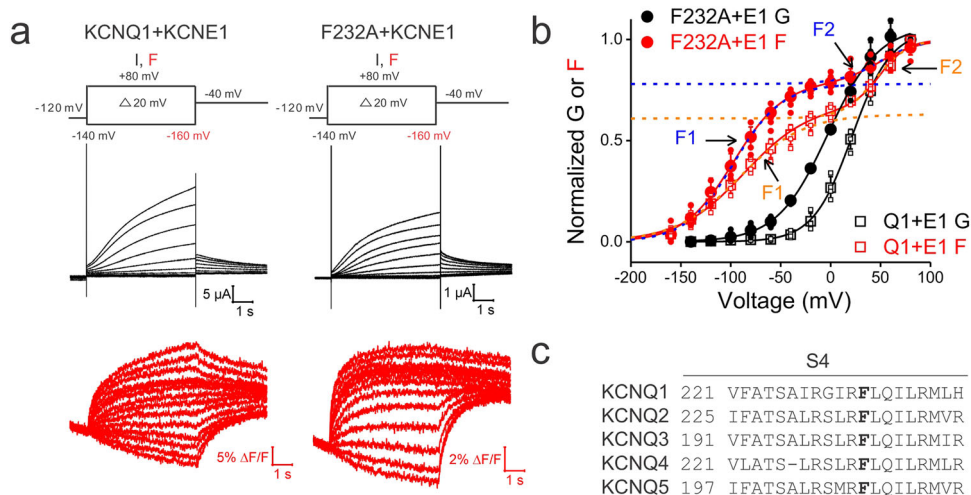 a
KCNQ1+KCNE1
I, F
+80 mV
-120 mV
△ 20 mV
-40 mV
-140 mV
-160 mV
5 µA
1 s
5% ΔF/F
1 s
F232A+KCNE1
I, F
+80 mV
-120 mV
△ 20 mV
-40 mV
-140 mV
-160 mV
1 µA
1 s
2% ΔF/F
1 s
b
Normalized G or F
1.0
0.5
0.0
F232A+E1 G
F232A+E1 F
F2
F2
F1
F1
Q1+E1 G
Q1+E1 F
-200 -150 -100 -50 0 50 100
Voltage (mV)
c
S4
KCNQ1 221 VFATSAIRGIRFLQILRMLH
KCNQ2 225 IFATSALRSLRFLQILRMVR
KCNQ3 191 VFATSALRSLRFLQILRMIR
KCNQ4 221 VLATS-LRSLRFLQILRMVR
KCNQ5 197 IFATSALRSMRFLQILRMVR